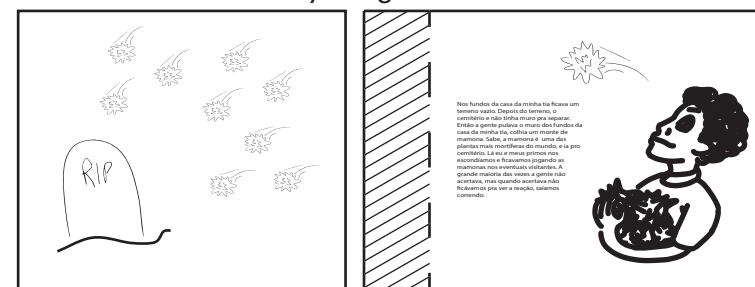 RIP
Nos fundos da casa da minha tia ficava um
terreno vazio. Depois do terreno, o
cemitério e não tinha muro pra separar.
Então a gente pulava o muro dos fundos da
casa da minha tia, colhia um monte de
mamona. Sabe, a mamona é uma das
plantas mais mortíferas do mundo, e ia pro
cemitério. Lá eu e meus primos nos
escondíamos e ficavamos jogando as
mamonas nos eventuais visitantes. A
grande maioria das vezes a gente não
acertava, mas quando acertava não
ficávamos pra ver a reação, saíamos
correndo.